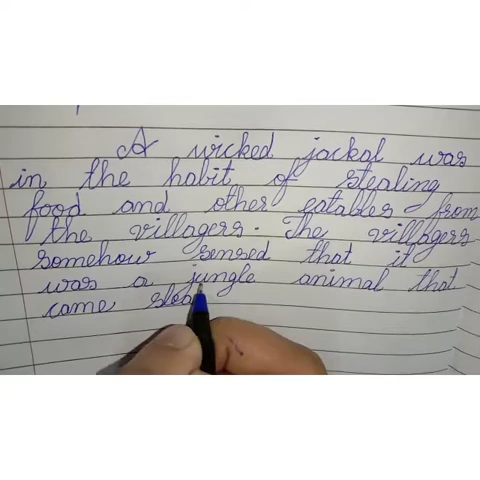 A wicked jackal was
in the habit of stealing
food and other eatables from
the villagers. The villagers
somehow sensed that it
was a jungle animal that
came